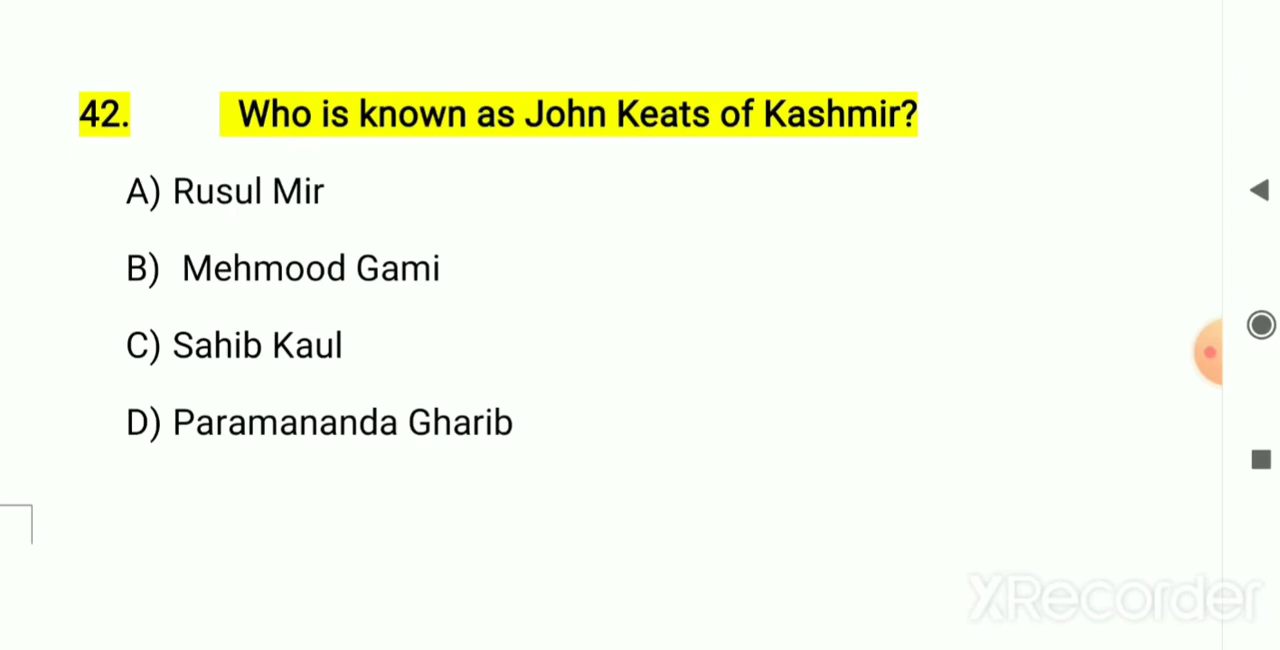 42. Who is known as John Keats of Kashmir?
A) Rusul Mir
B) Mehmood Gami
C) Sahib Kaul
D) Paramananda Gharib
XRecorder